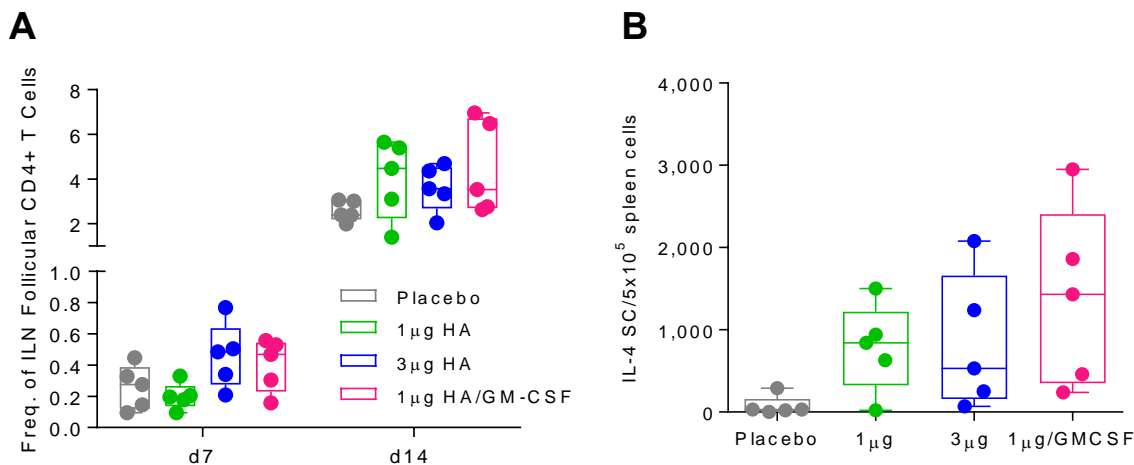 A
Freq. of ILN Follicular CD4+ T Cells
8
6
4
2
1.0
0.8
0.6
0.4
0.2
0.0
d7
d14
Placebo
1μg HA
3μg HA
1μg HA/GM-CSF
B
IL-4 SC/5x10⁵ spleen cells
4,000
3,000
2,000
1,000
0
Placebo
1μg
3μg
1μg/GMCSF